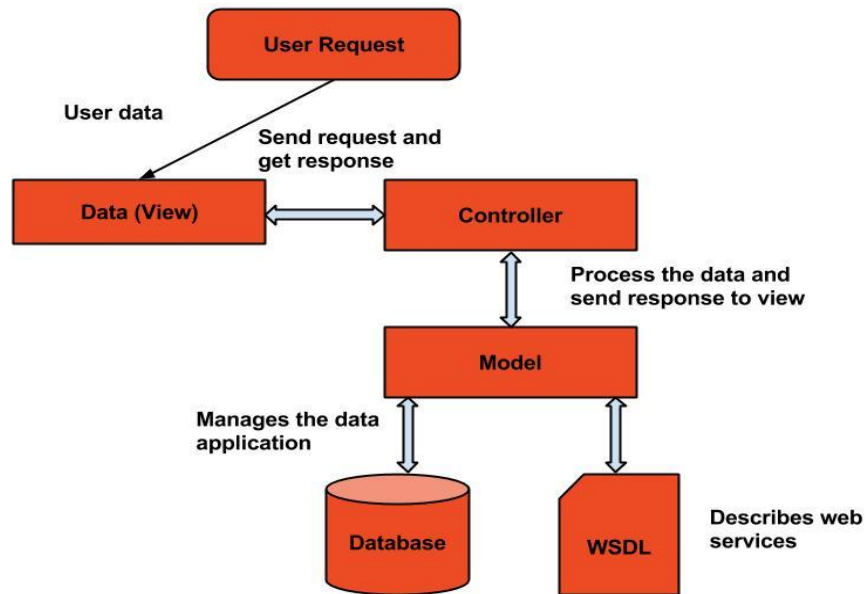 User Request
User data
Send request and
get response
Data (View)
Controller
Process the data and
send response to view
Model
Manages the data
application
Database
WSDL
Describes web
services